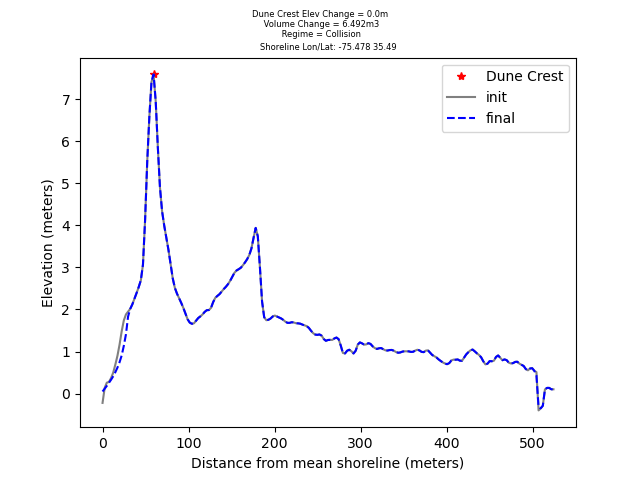 Dune Crest Elev Change = 0.0m
Volume Change = 6.492m3
Regime = Collision
Shoreline Lon/Lat: -75.478 35.49
Dune Crest
init
final
7
6
5
4
3
2
1
0
Elevation (meters)
0 100 200 300 400 500
Distance from mean shoreline (meters)